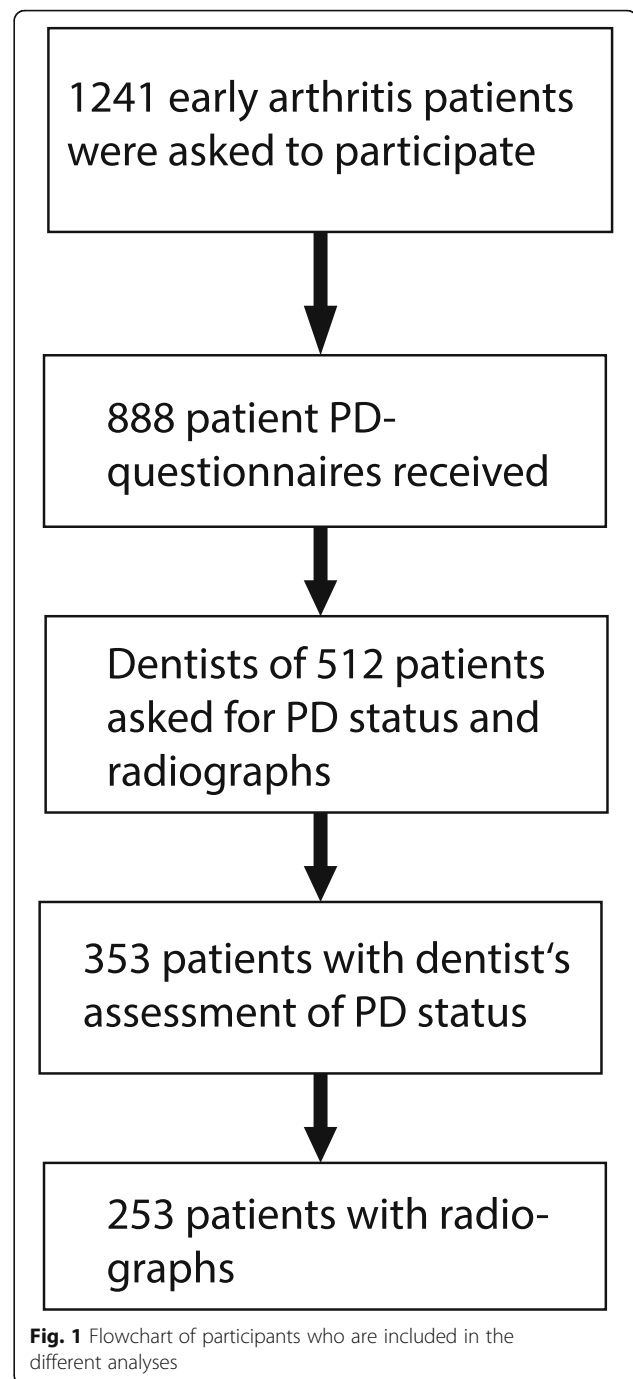 1241 early arthritis patients
were asked to participate
888 patient PD-
questionnaires received
Dentists of 512 patients
asked for PD status and
radiographs
353 patients with dentist‘s
assessment of PD status
253 patients with radio-
graphs
Fig. 1 Flowchart of participants who are included in the
different analyses